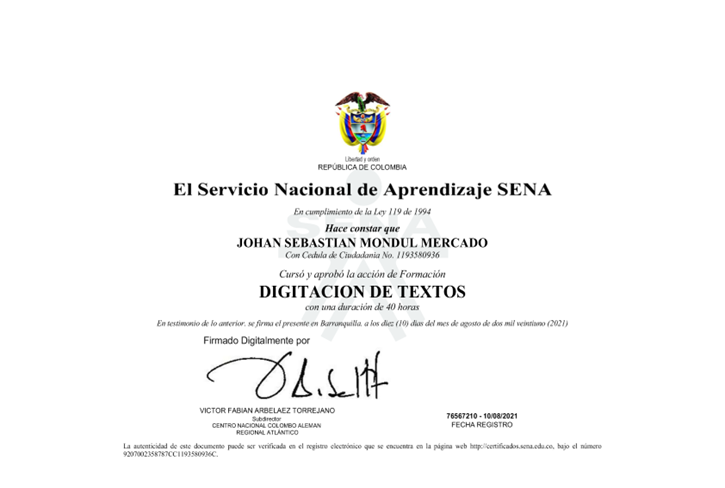 Libertad y orden
REPÚBLICA DE COLOMBIA
El Servicio Nacional de Aprendizaje SENA
En cumplimiento de la Ley 119 de 1994
SENA
Hace constar que
JOHAN SEBASTIAN MONDUL MERCADO
Con Cedula de Ciudadania No. 1193580936
Cursó y aprobó la acción de Formación
DIGITACION DE TEXTOS
con una duración de 40 horas
En testimonio de lo anterior, se firma el presente en Barranquilla. a los diez (10) dias del mes de agosto de dos mil veintiuno (2021)
Firmado Digitalmente por
VICTOR FABIAN ARBELAEZ TORREJANO
Subdirector
CENTRO NACIONAL COLOMBO ALEMAN
REGIONAL ATLÁNTICO
76567210 - 10/08/2021
FECHA REGISTRO
La autenticidad de este documento puede ser verificada en el registro electrónico que se encuentra en la página web http://certificados.sena.edu.co, bajo el número
9207002358787CC1193580936C.